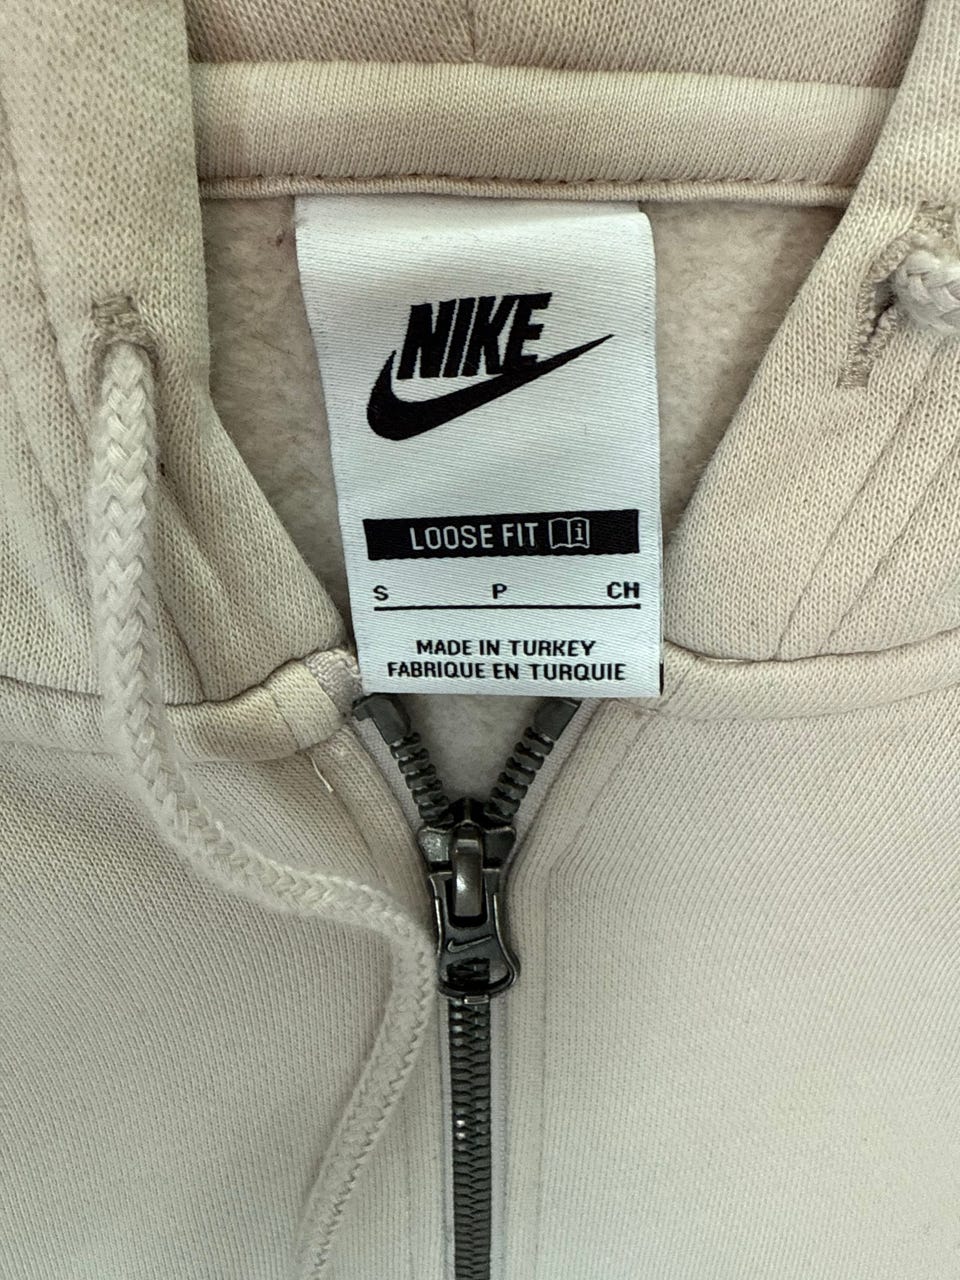 NIKE
LOOSE FIT
S P CH
MADE IN TURKEY
FABRIQUE EN TURQUIE